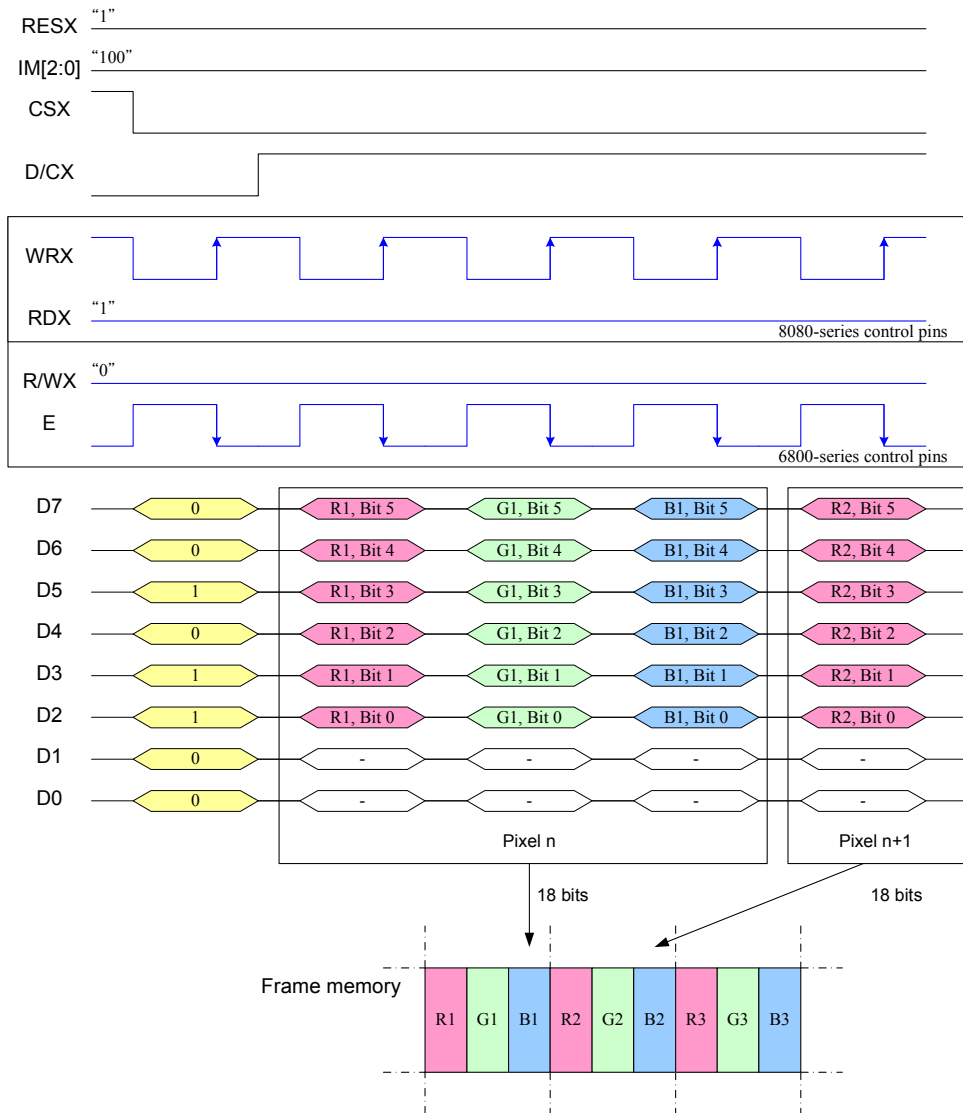 RESX “1”
IM[2:0] “100”
CSX
D/CX
WRX
RDX “1”
8080-series control pins
R/WX “0”
E
6800-series control pins
D7 0 R1, Bit 5 G1, Bit 5 B1, Bit 5 R2, Bit 5
D6 0 R1, Bit 4 G1, Bit 4 B1, Bit 4 R2, Bit 4
D5 1 R1, Bit 3 G1, Bit 3 B1, Bit 3 R2, Bit 3
D4 0 R1, Bit 2 G1, Bit 2 B1, Bit 2 R2, Bit 2
D3 1 R1, Bit 1 G1, Bit 1 B1, Bit 1 R2, Bit 1
D2 1 R1, Bit 0 G1, Bit 0 B1, Bit 0 R2, Bit 0
D1 0 - - - -
D0 0 - - - -
Pixel n Pixel n+1
18 bits 18 bits
Frame memory
R1 G1 B1 R2 G2 B2 R3 G3 B3